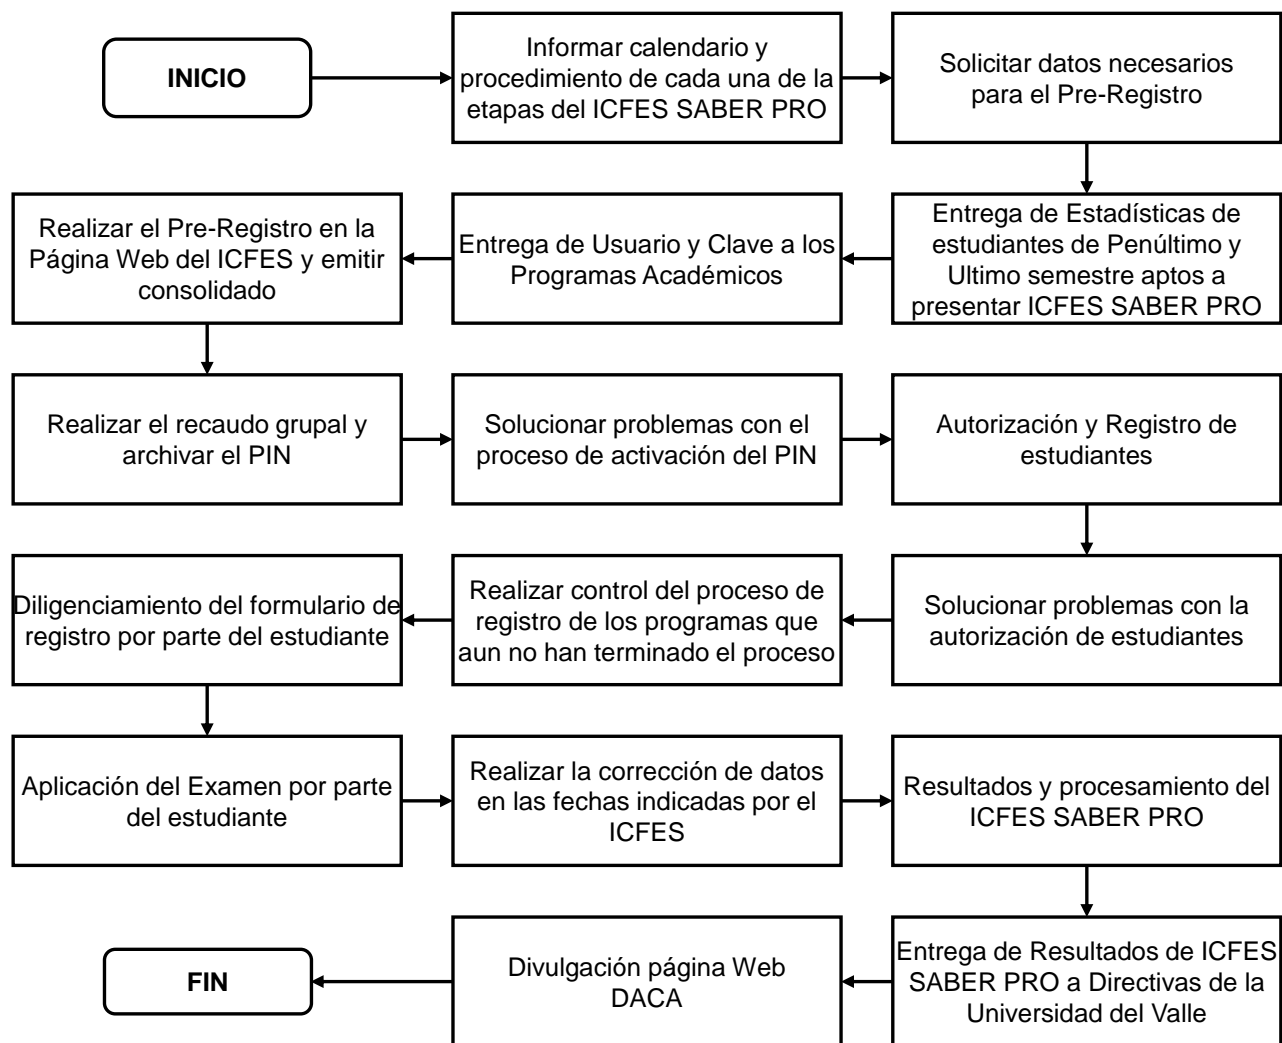 INICIO
Informar calendario y
procedimiento de cada una de la
etapas del ICFES SABER PRO
Solicitar datos necesarios
para el Pre-Registro
Entrega de Estadísticas de
estudiantes de Penúltimo y
Ultimo semestre aptos a
presentar ICFES SABER PRO
Entrega de Usuario y Clave a los
Programas Académicos
Realizar el Pre-Registro en la
Página Web del ICFES y emitir
consolidado
Realizar el recaudo grupal y
archivar el PIN
Solucionar problemas con el
proceso de activación del PIN
Autorización y Registro de
estudiantes
Solucionar problemas con la
autorización de estudiantes
Realizar control del proceso de
registro de los programas que
aun no han terminado el proceso
Diligenciamiento del formulario de
registro por parte del estudiante
Aplicación del Examen por parte
del estudiante
Realizar la corrección de datos
en las fechas indicadas por el
ICFES
Resultados y procesamiento del
ICFES SABER PRO
Entrega de Resultados de ICFES
SABER PRO a Directivas de la
Universidad del Valle
Divulgación página Web
DACA
FIN